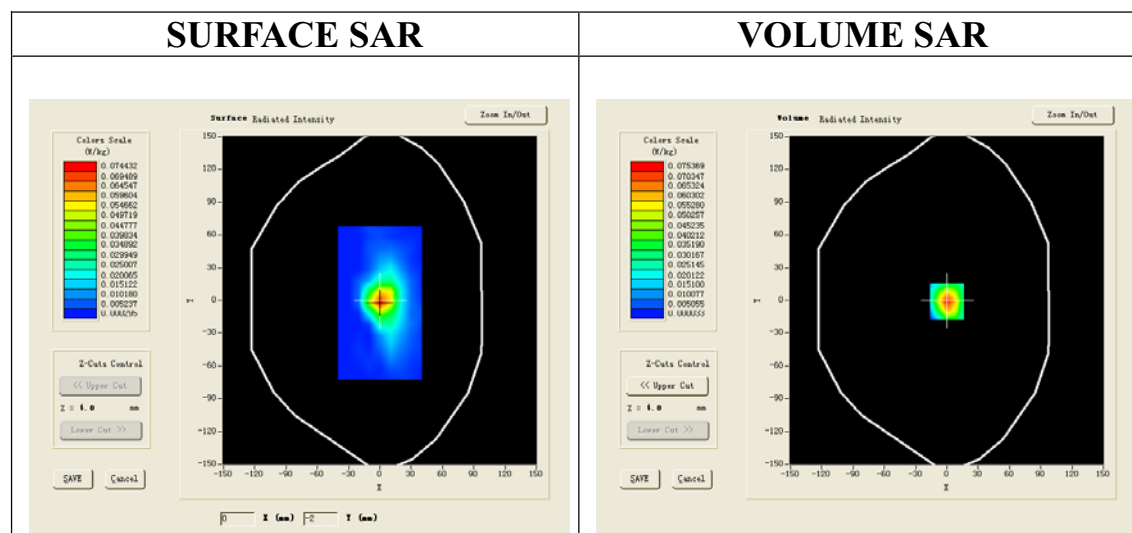 SURFACE SAR
VOLUME SAR
Surface Radiated Intensity
Zoom In/Out
Colors Scale
(W/kg)
0.074432
0.069489
0.064547
0.059604
0.054662
0.049719
0.044777
0.039834
0.034892
0.029949
0.025007
0.020065
0.015122
0.010180
0.005237
0.000295
150
120
90
60
30
0
-30
-60
-90
-120
-150
Y
-150 -120 -90 -60 -30 0 30 60 90 120 150
X
Z-Cuts Control
<< Upper Cut
Z = 4.0 mm
Lower Cut >>
SAVE Cancel
0 X (mm) -2 Y (mm)
Volume Radiated Intensity
Zoom In/Out
Colors Scale
(W/kg)
0.075369
0.070347
0.065324
0.060302
0.055280
0.050257
0.045235
0.040212
0.035190
0.030167
0.025145
0.020122
0.015100
0.010077
0.005055
0.000033
150
120
90
60
30
0
-30
-60
-90
-120
-150
Y
-150 -120 -90 -60 -30 0 30 60 90 120 150
X
Z-Cuts Control
<< Upper Cut
Z = 4.0 mm
Lower Cut >>
SAVE Cancel